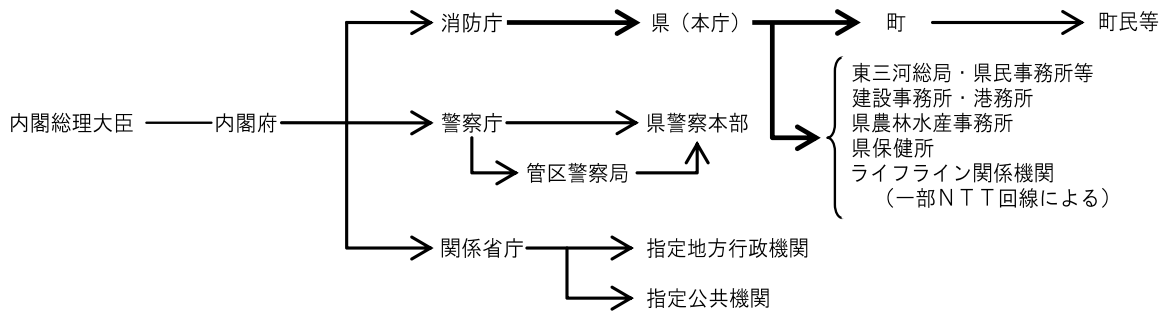 消防庁
県（本庁）
町
町民等
東三河総局・県民事務所等
建設事務所・港務所
県農林水産事務所
県保健所
ライフライン関係機関
（一部ＮＴＴ回線による）
内閣総理大臣
内閣府
警察庁
県警察本部
管区警察局
関係省庁
指定地方行政機関
指定公共機関